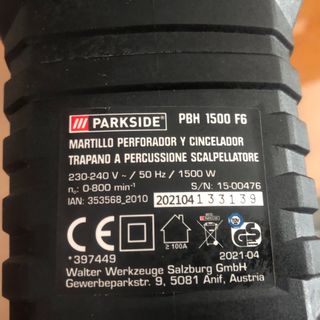 PARKSIDE® PBH 1500 F6
MARTILLO PERFORADOR Y CINCELADOR
TRAPANO A PERCUSSIONE SCALPELLATORE
230-240 V ~ / 50 Hz / 1500 W
n₀: 0-800 min⁻¹ S/N: 15-00476
IAN: 353568_2010 202104133139
Z 100A
*397449 2021-04
Walter Werkzeuge Salzburg GmbH
Gewerbeparkstr. 9, 5081 Anif, Austria